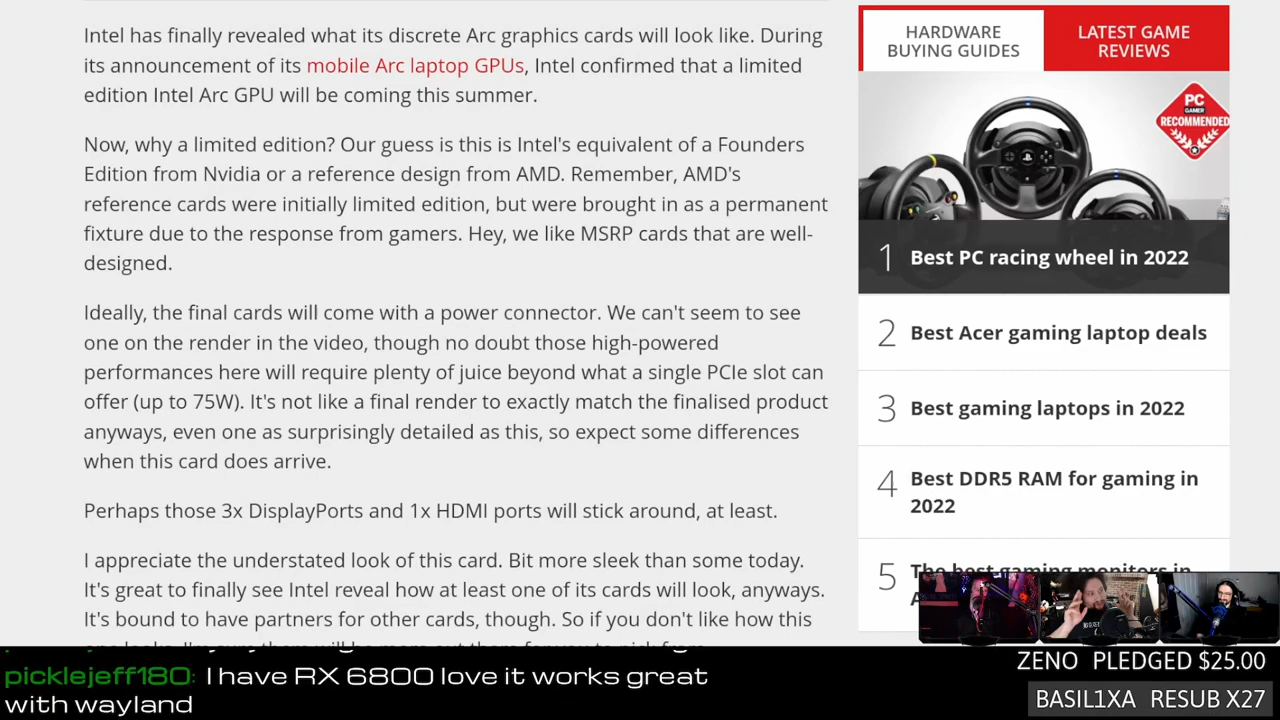 Intel has finally revealed what its discrete Arc graphics cards will look like. During
its announcement of its mobile Arc laptop GPUs, Intel confirmed that a limited
edition Intel Arc GPU will be coming this summer.
Now, why a limited edition? Our guess is this is Intel's equivalent of a Founders
Edition from Nvidia or a reference design from AMD. Remember, AMD's
reference cards were initially limited edition, but were brought in as a permanent
fixture due to the response from gamers. Hey, we like MSRP cards that are well-
designed.
Ideally, the final cards will come with a power connector. We can't seem to see
one on the render in the video, though no doubt those high-powered
performances here will require plenty of juice beyond what a single PCIe slot can
offer (up to 75W). It's not like a final render to exactly match the finalised product
anyways, even one as surprisingly detailed as this, so expect some differences
when this card does arrive.
Perhaps those 3x DisplayPorts and 1x HDMI ports will stick around, at least.
I appreciate the understated look of this card. Bit more sleek than some today.
It's great to finally see Intel reveal how at least one of its cards will look, anyways.
It's bound to have partners for other cards, though. So if you don't like how this
HARDWARE
BUYING GUIDES
LATEST GAME
REVIEWS
PC
GAMER
RECOMMENDED
1 Best PC racing wheel in 2022
2 Best Acer gaming laptop deals
3 Best gaming laptops in 2022
4 Best DDR5 RAM for gaming in
2022
5 The best gaming monitors in
picklejeff180: I have RX 6800 love it works great
with wayland
ZENO PLEDGED $25.00
BASIL1XA RESUB X27